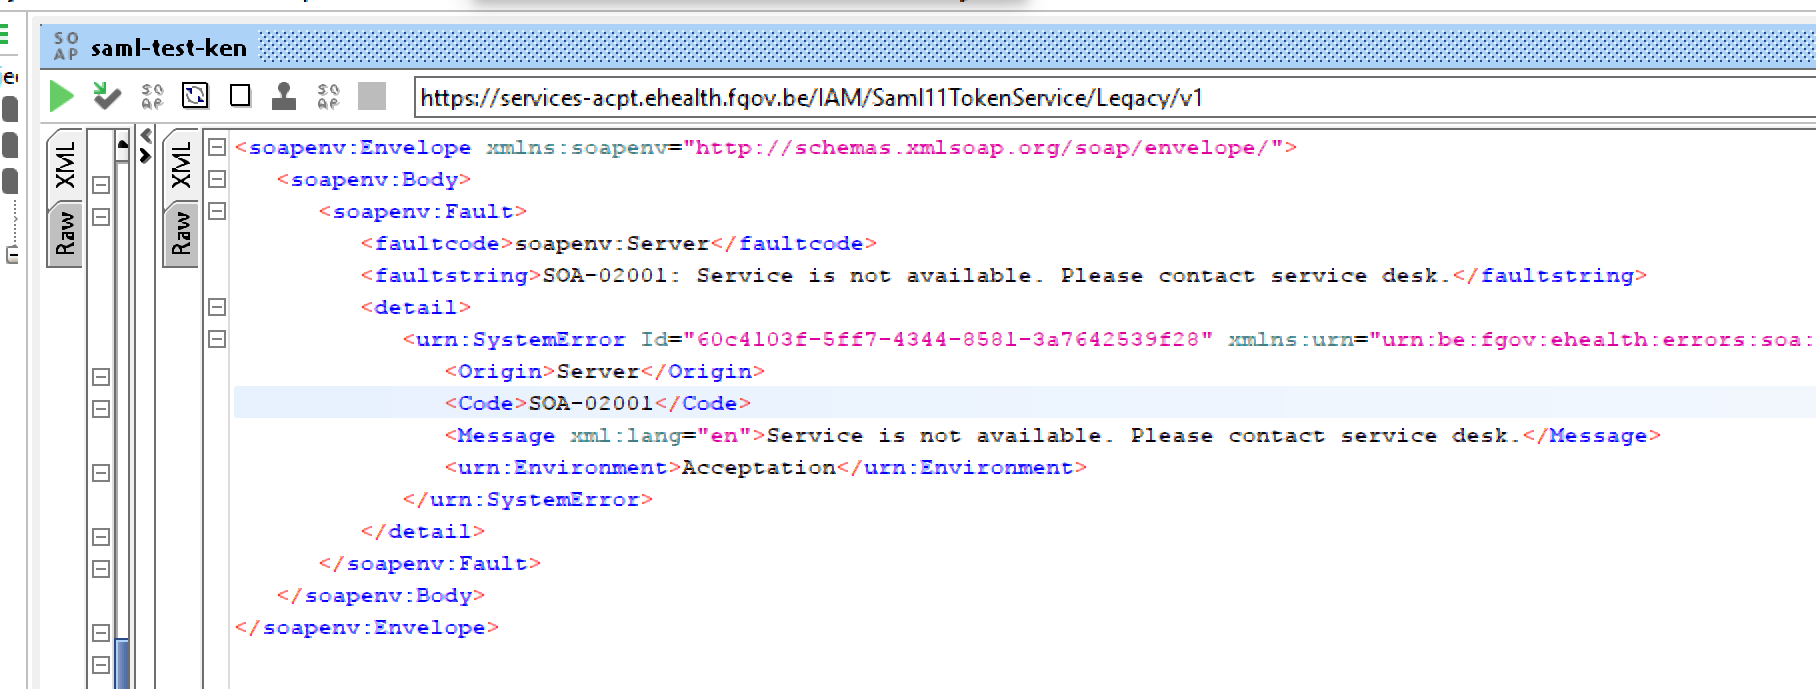 SO
AP
saml-test-ken
SO
AP
SO
AP
https://services-acpt.ehealth.fgov.be/IAM/Saml11TokenService/Legacy/v1
XML
Raw
XML
Raw
<soapenv:Envelope xmlns:soapenv="http://schemas.xmlsoap.org/soap/envelope/">
<soapenv:Body>
<soapenv:Fault>
<faultcode>soapenv:Server</faultcode>
<faultstring>SOA-02001: Service is not available. Please contact service desk.</faultstring>
<detail>
<urn:SystemError Id="60c4103f-5ff7-4344-8581-3a7642539f28" xmlns:urn="urn:be:fgov:ehealth:errors:soa:
<Origin>Server</Origin>
<Code>SOA-02001</Code>
<Message xml:lang="en">Service is not available. Please contact service desk.</Message>
<urn:Environment>Acceptation</urn:Environment>
</urn:SystemError>
</detail>
</soapenv:Fault>
</soapenv:Body>
</soapenv:Envelope>